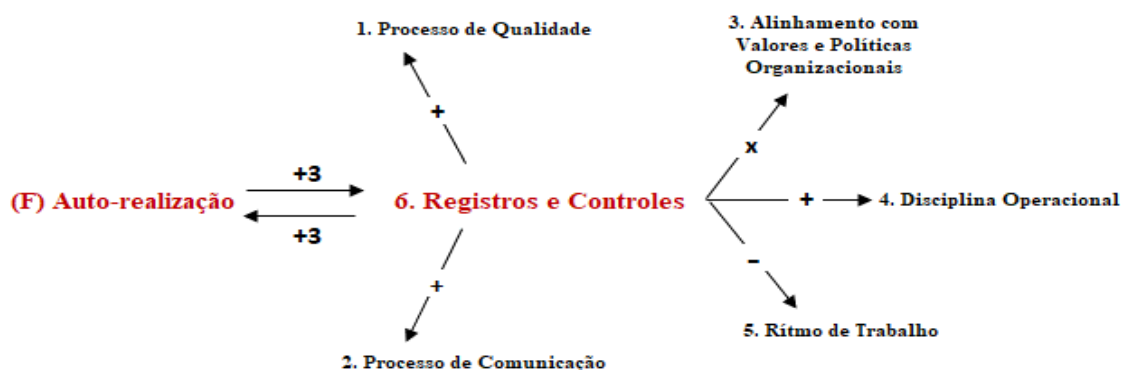 1. Processo de Qualidade
3. Alinhamento com
Valores e Políticas
Organizacionais
+
x
+3
(F) Auto-realização
6. Registros e Controles
+
4. Disciplina Operacional
+3
–
+
5. Rítmo de Trabalho
2. Processo de Comunicação